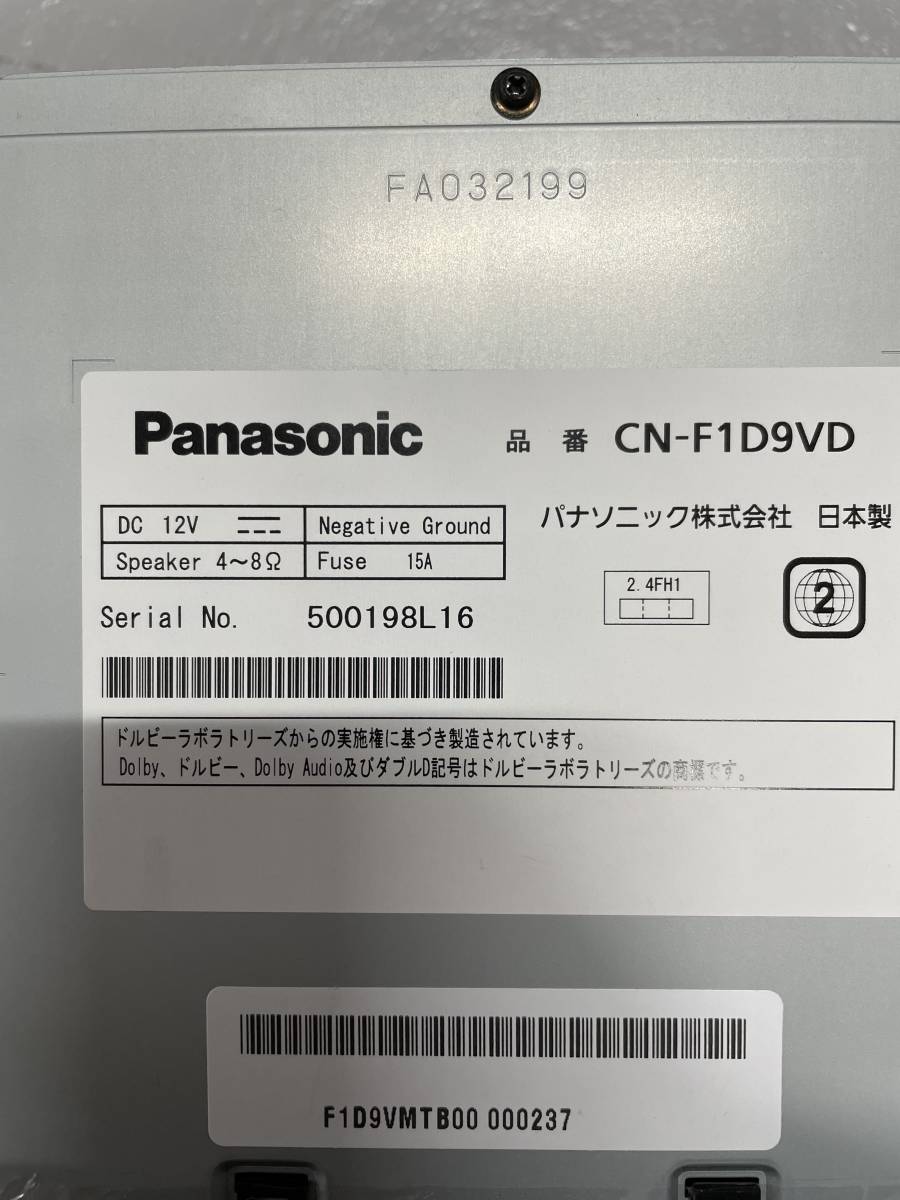 FA032199
Panasonic 品番 CN-F1D9VD
パナソニック株式会社 日本製
DC 12V Negative Ground
Speaker 4～8Ω Fuse 15A
2.4FH1
2
Serial No. 500198L16
ドルビーラボラトリーズからの実施権に基づき製造されています。
Dolby、ドルビー、Dolby Audio及びダブルD記号はドルビーラボラトリーズの商標です。
F1D9VMTB00 000237